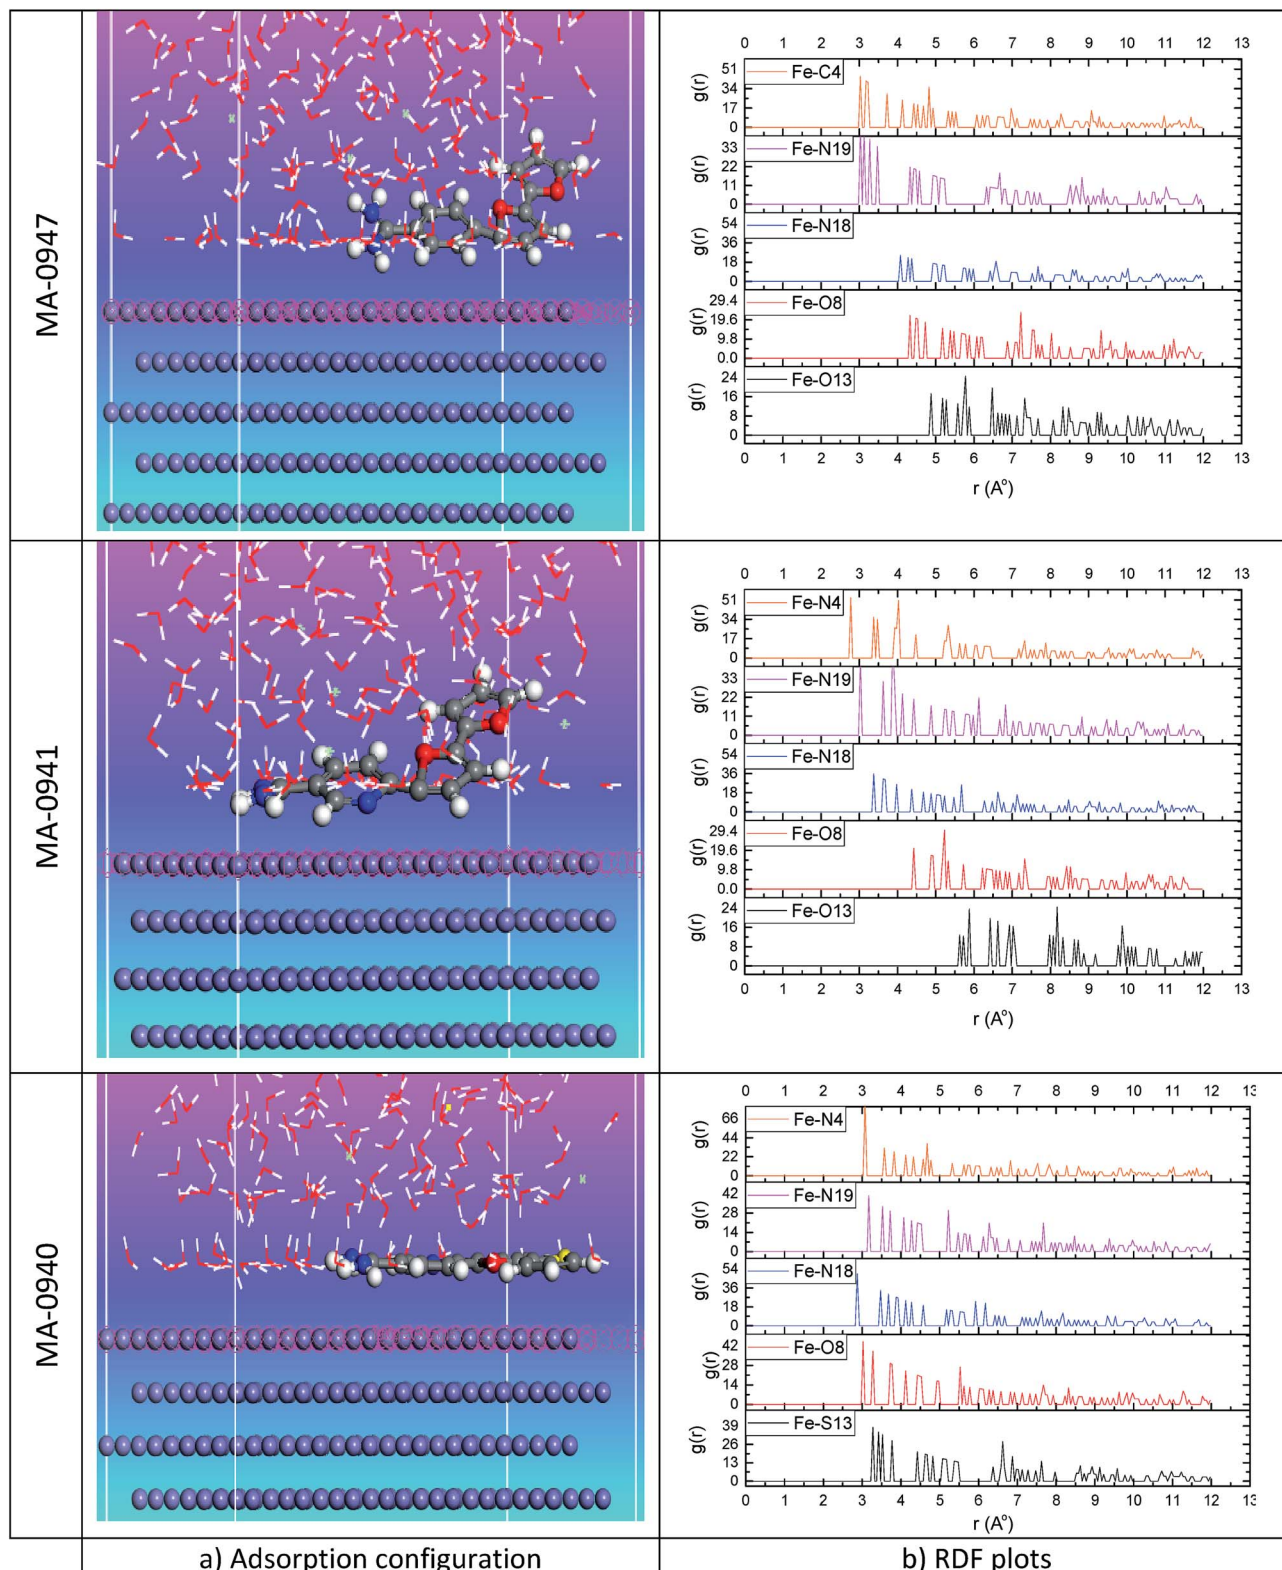 MA-0947
0 1 2 3 4 5 6 7 8 9 10 11 12 13
g(r)
51
34
17
0
Fe-C4
33
22
11
0
Fe-N19
g(r)
54
36
18
0
Fe-N18
29.4
19.6
9.8
0.0
Fe-O8
g(r)
24
16
8
0
Fe-O13
0 1 2 3 4 5 6 7 8 9 10 11 12 13
r (A°)
MA-0941
0 1 2 3 4 5 6 7 8 9 10 11 12 13
g(r)
51
34
17
0
Fe-N4
33
22
11
0
Fe-N19
g(r)
54
36
18
0
Fe-N18
29.4
19.6
9.8
0.0
Fe-O8
g(r)
24
16
8
0
Fe-O13
0 1 2 3 4 5 6 7 8 9 10 11 12 13
r (A°)
MA-0940
0 1 2 3 4 5 6 7 8 9 10 11 12
g(r)
66
44
22
0
Fe-N4
g(r)
42
28
14
0
Fe-N19
g(r)
54
36
18
0
Fe-N18
g(r)
42
28
14
0
Fe-O8
g(r)
39
26
13
0
Fe-S13
0 1 2 3 4 5 6 7 8 9 10 11 12 13
r (A°)
a) Adsorption configuration
b) RDF plots